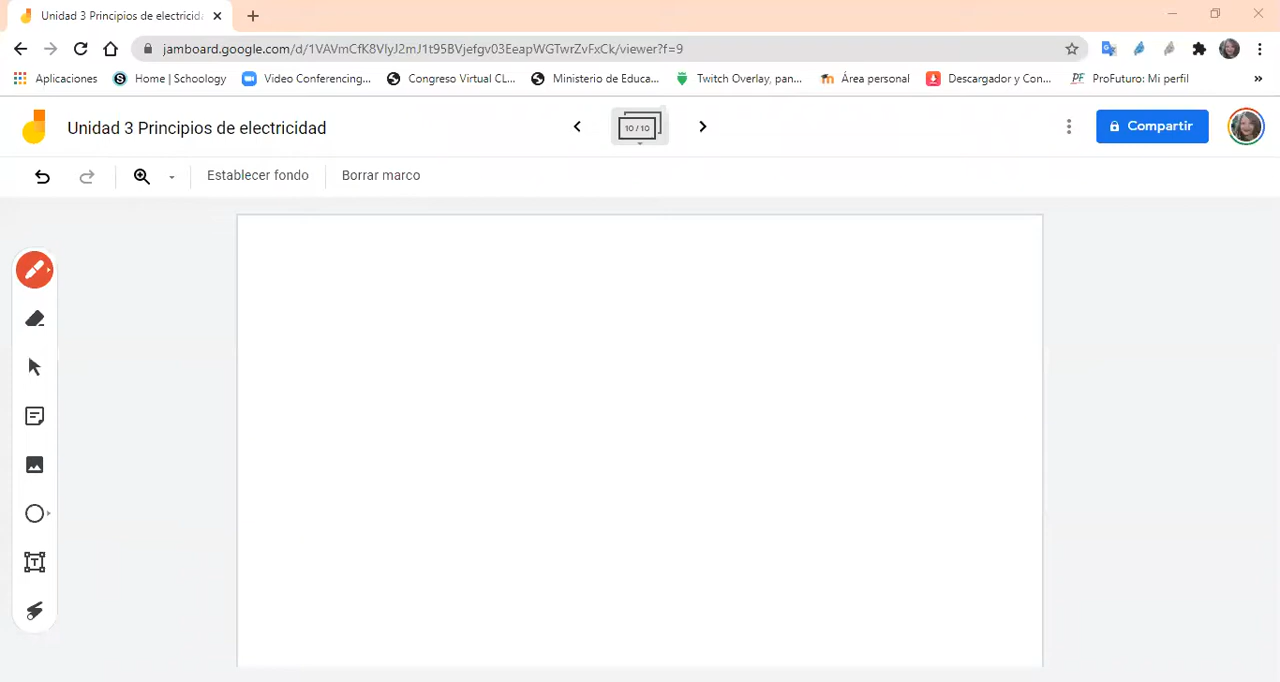 Unidad 3 Principios de electricida
jamboard.google.com/d/1VAVmCfK8VlyJ2mJ1t95BVjefgv03EeapWGTwrZvFxCk/viewer?f=9
Aplicaciones Home | Schoology Video Conferencing... Congreso Virtual CL... Ministerio de Educa... Twitch Overlay, pan... Área personal Descargador y Con... ProFuturo: Mi perfil »
Unidad 3 Principios de electricidad
10 / 10
Compartir
Establecer fondo Borrar marco